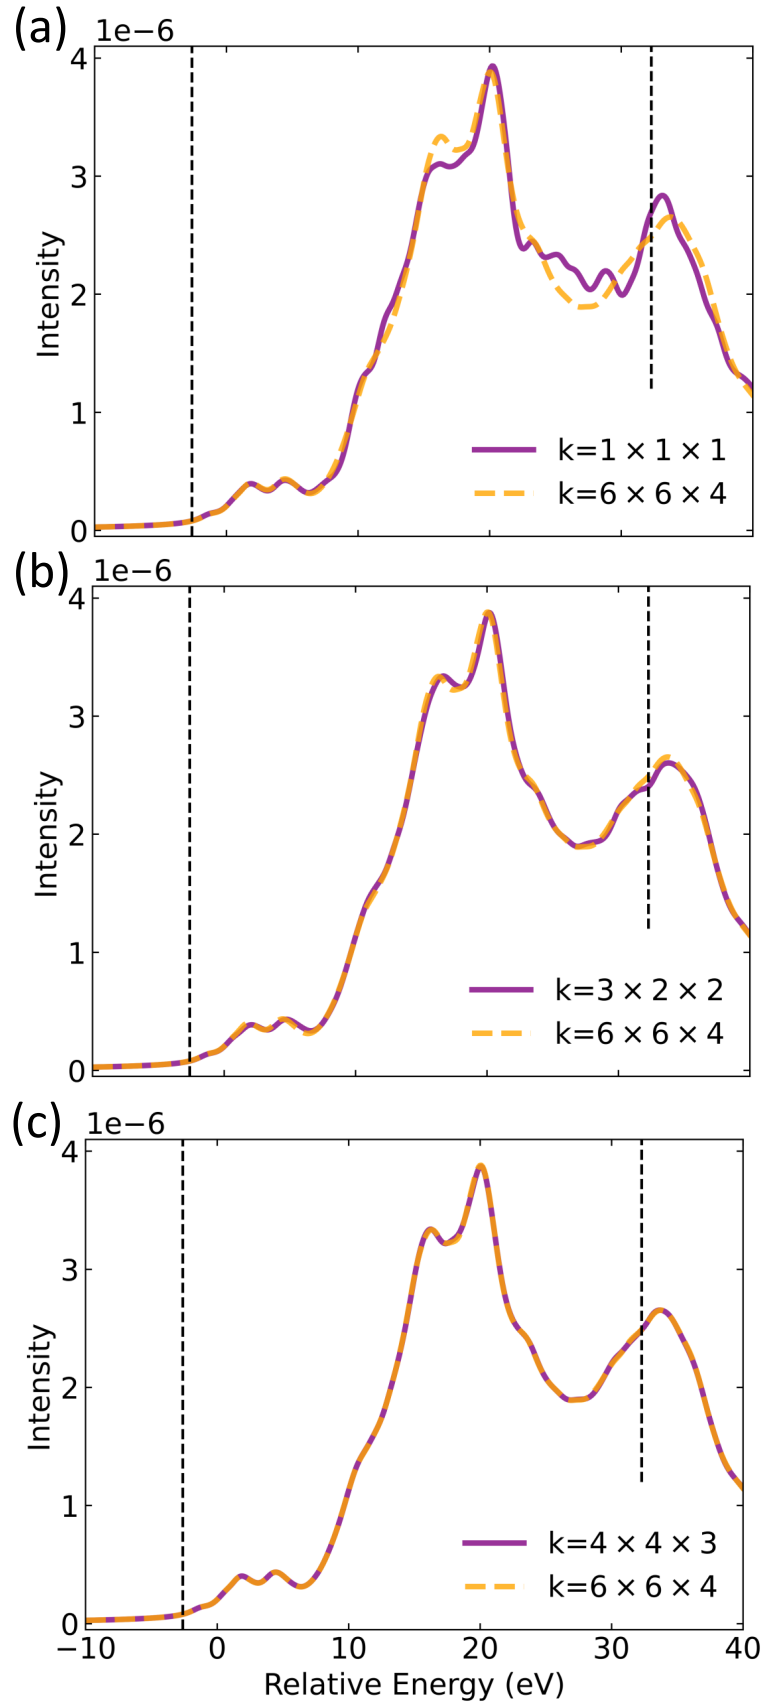 (a)
1e−6
4
3
2
1
0
Intensity
k=1 × 1 × 1
k=6 × 6 × 4
(b)
1e−6
4
3
2
1
0
Intensity
k=3 × 2 × 2
k=6 × 6 × 4
(c)
1e−6
4
3
2
1
0
Intensity
k=4 × 4 × 3
k=6 × 6 × 4
−10 0 10 20 30 40
Relative Energy (eV)